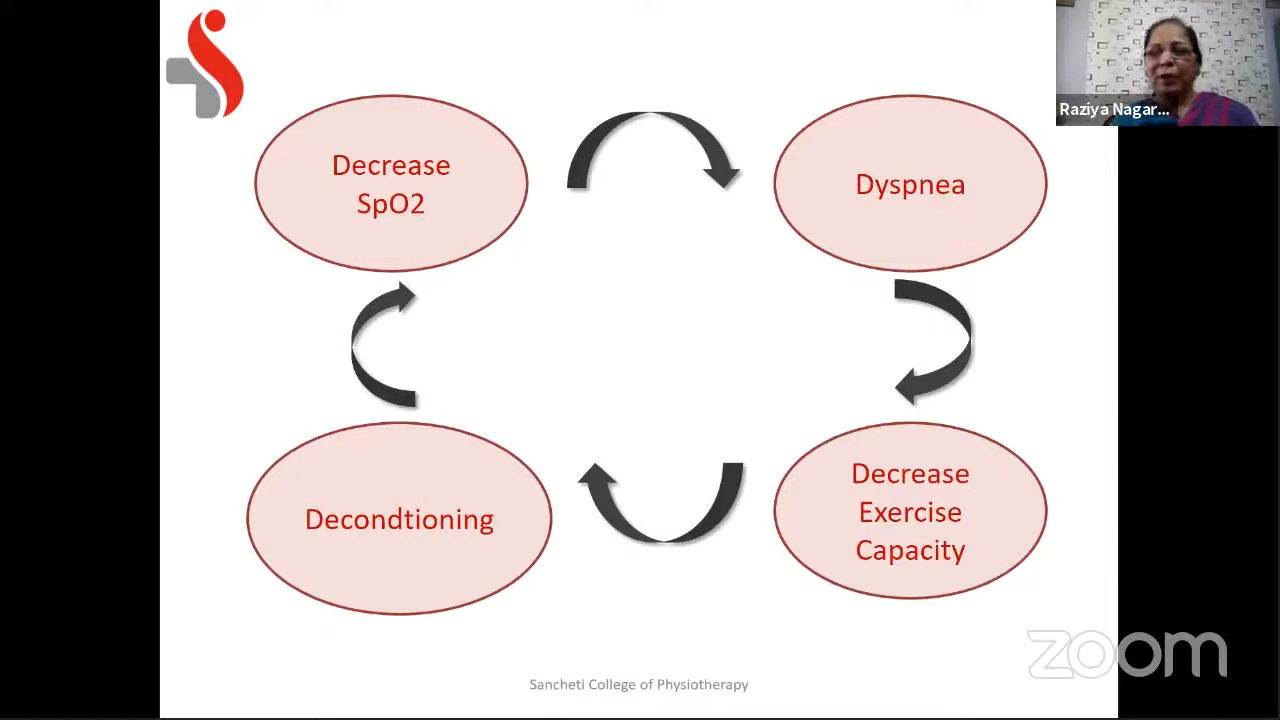 Raziya Nagar...
Decrease
SpO2
Dyspnea
Decondtioning
Decrease
Exercise
Capacity
zoom
Sancheti College of Physiotherapy